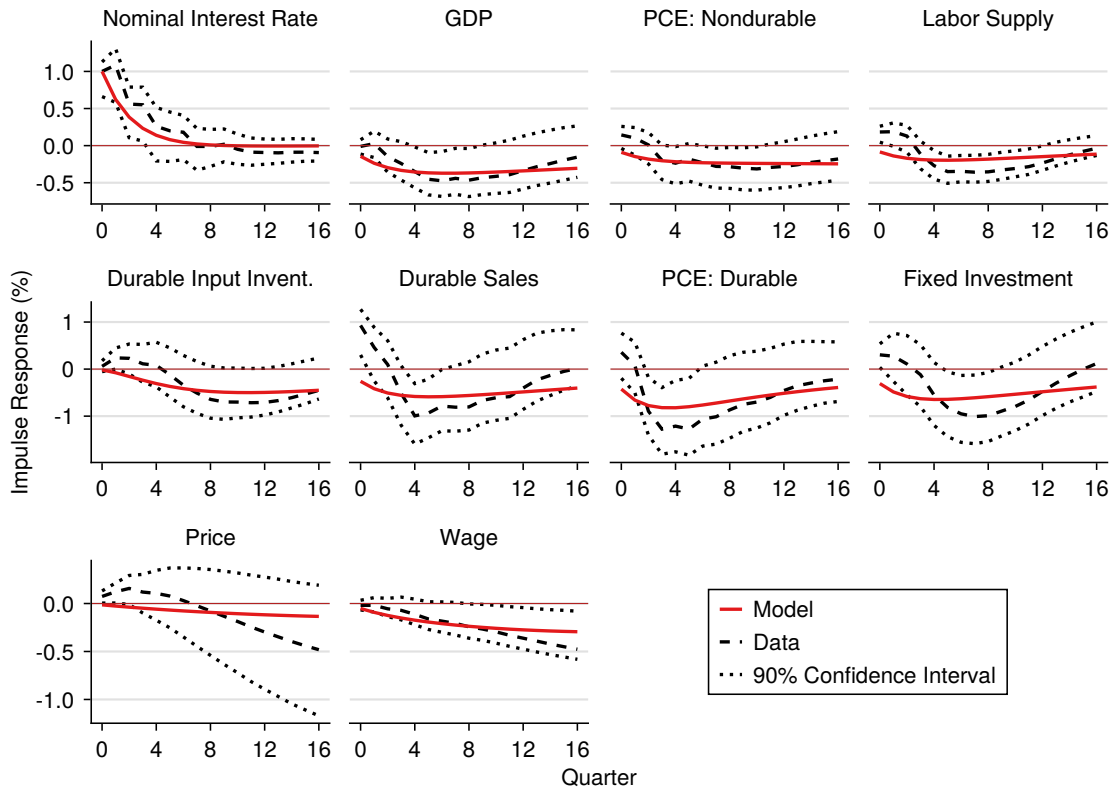 Nominal Interest Rate
GDP
PCE: Nondurable
Labor Supply
1.0
0.5
0.0
-0.5
0 4 8 12 16
0 4 8 12 16
0 4 8 12 16
0 4 8 12 16
Impulse Response (%)
Durable Input Invent.
Durable Sales
PCE: Durable
Fixed Investment
1
0
-1
0 4 8 12 16
0 4 8 12 16
0 4 8 12 16
0 4 8 12 16
Price
Wage
0.0
-0.5
-1.0
0 4 8 12 16
0 4 8 12 16
Model
Data
90% Confidence Interval
Quarter